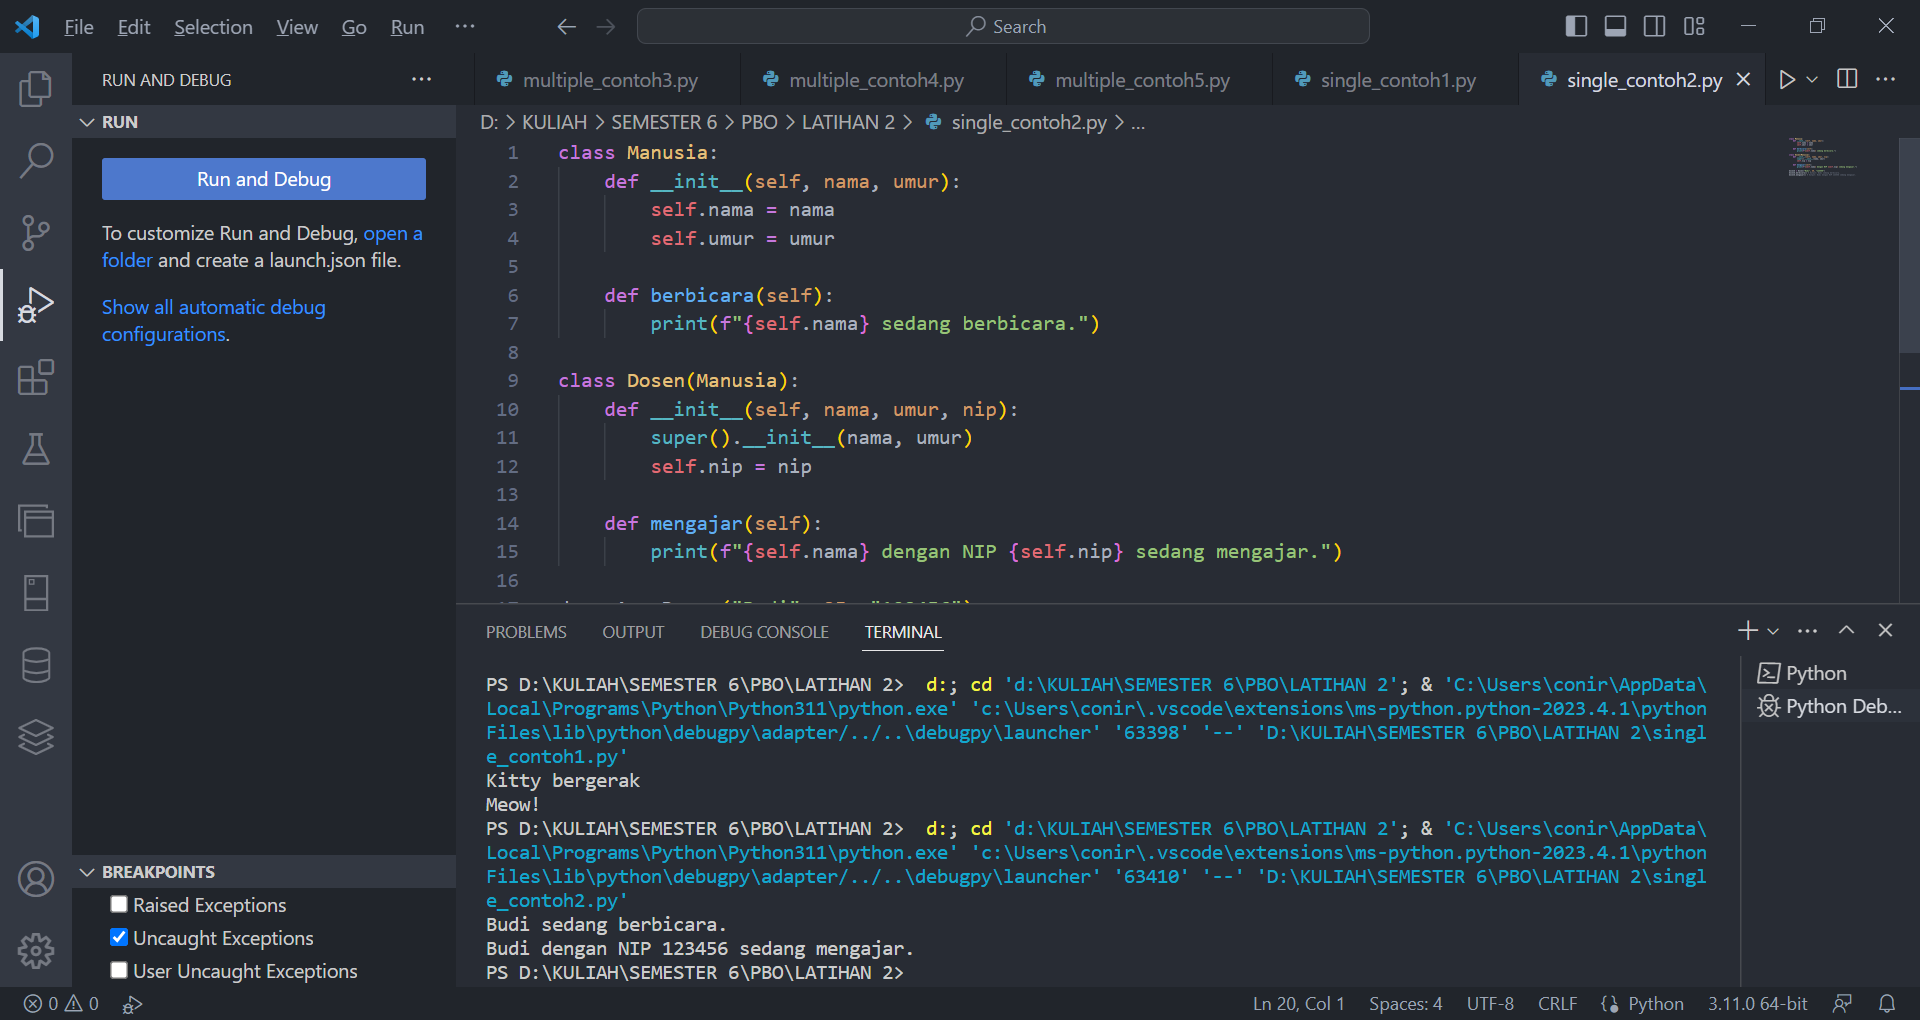 File Edit Selection View Go Run ··· Search
RUN AND DEBUG ···
multiple_contoh3.py multiple_contoh4.py multiple_contoh5.py single_contoh1.py single_contoh2.py
RUN
Run and Debug
To customize Run and Debug, open a
folder and create a launch.json file.
Show all automatic debug
configurations.
BREAKPOINTS
Raised Exceptions
Uncaught Exceptions
User Uncaught Exceptions
D: > KULIAH > SEMESTER 6 > PBO > LATIHAN 2 > single_contoh2.py > ...
1 class Manusia:
2     def __init__(self, nama, umur):
3         self.nama = nama
4         self.umur = umur
5
6     def berbicara(self):
7         print(f"{self.nama} sedang berbicara.")
8
9 class Dosen(Manusia):
10     def __init__(self, nama, umur, nip):
11         super().__init__(nama, umur)
12         self.nip = nip
13
14     def mengajar(self):
15         print(f"{self.nama} dengan NIP {self.nip} sedang mengajar.")
16
PROBLEMS OUTPUT DEBUG CONSOLE TERMINAL
PS D:\KULIAH\SEMESTER 6\PBO\LATIHAN 2>  d:; cd 'd:\KULIAH\SEMESTER 6\PBO\LATIHAN 2'; & 'C:\Users\conir\AppData\
Local\Programs\Python\Python311\python.exe' 'c:\Users\conir\.vscode\extensions\ms-python.python-2023.4.1\python
Files\lib\python\debugpy\adapter/../..\debugpy\launcher' '63398' '--' 'D:\KULIAH\SEMESTER 6\PBO\LATIHAN 2\singl
e_contoh1.py'
Kitty bergerak
Meow!
PS D:\KULIAH\SEMESTER 6\PBO\LATIHAN 2>  d:; cd 'd:\KULIAH\SEMESTER 6\PBO\LATIHAN 2'; & 'C:\Users\conir\AppData\
Local\Programs\Python\Python311\python.exe' 'c:\Users\conir\.vscode\extensions\ms-python.python-2023.4.1\python
Files\lib\python\debugpy\adapter/../..\debugpy\launcher' '63410' '--' 'D:\KULIAH\SEMESTER 6\PBO\LATIHAN 2\singl
e_contoh2.py'
Budi sedang berbicara.
Budi dengan NIP 123456 sedang mengajar.
PS D:\KULIAH\SEMESTER 6\PBO\LATIHAN 2>
Python
Python Deb...
0 0 Ln 20, Col 1 Spaces: 4 UTF-8 CRLF Python 3.11.0 64-bit